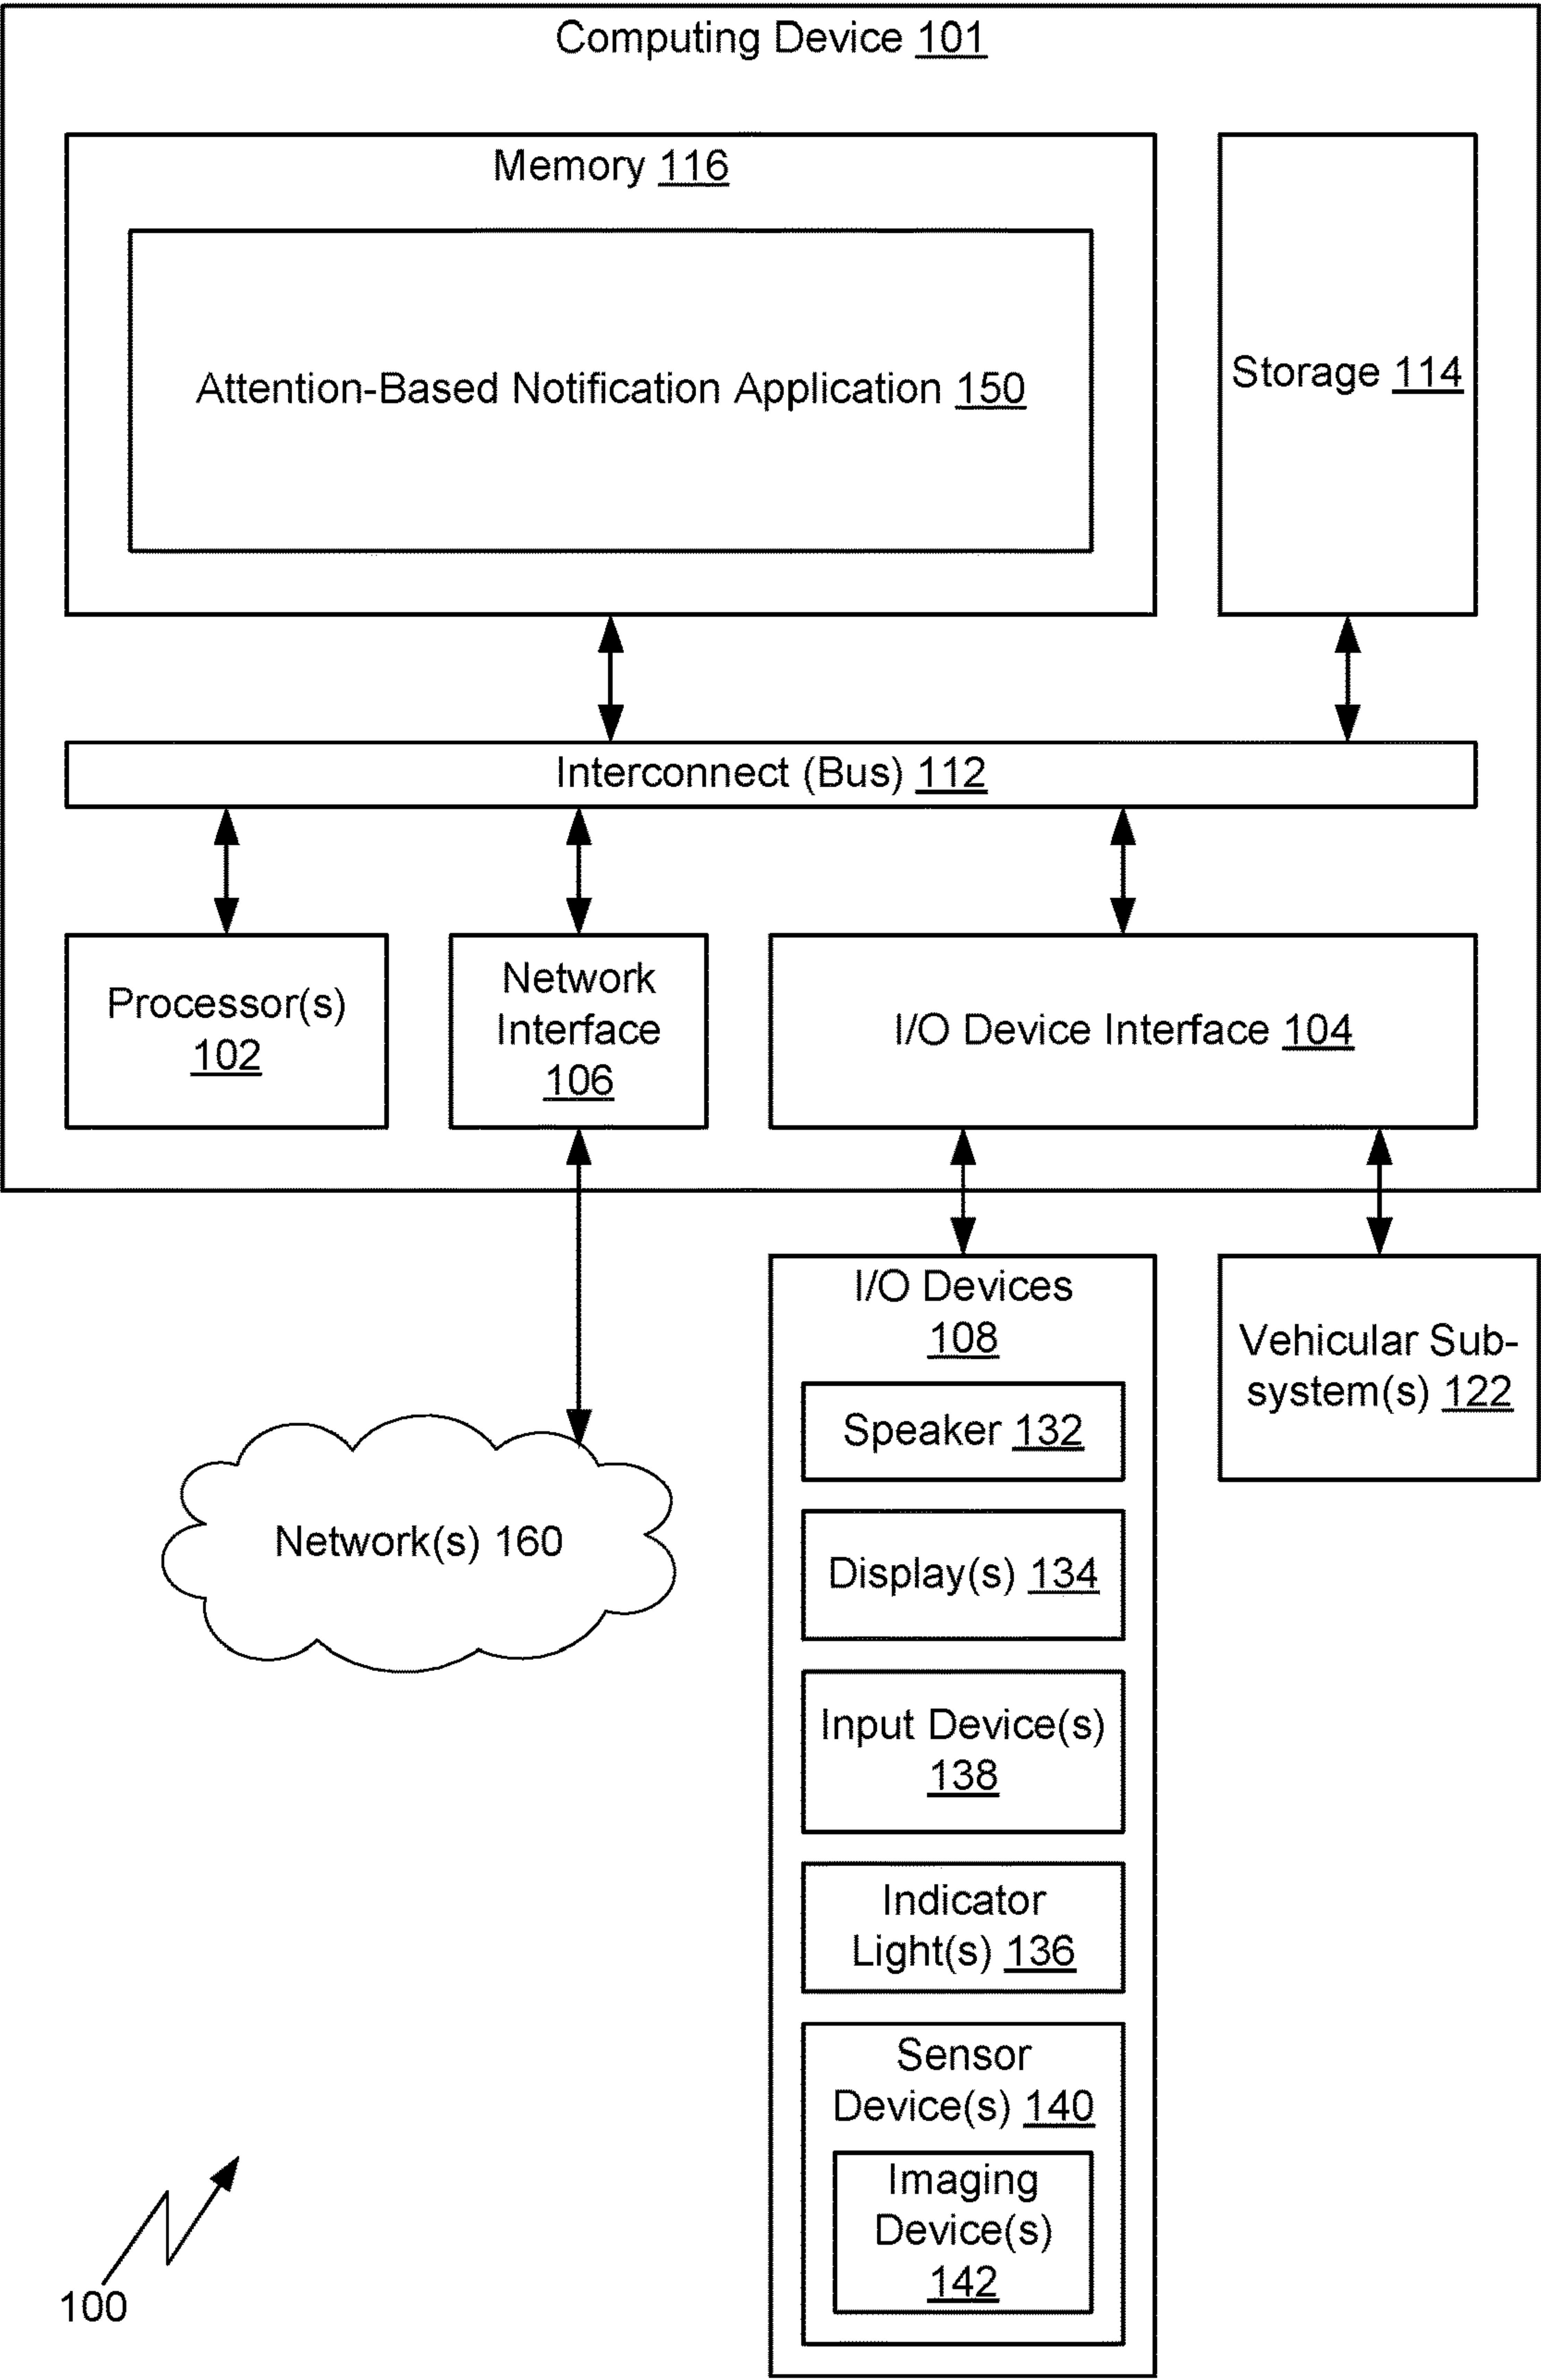 Computing Device 101
Memory 116
Attention-Based Notification Application 150
Storage 114
Interconnect (Bus) 112
Processor(s)
102
Network
Interface
106
I/O Device Interface 104
I/O Devices
108
Speaker 132
Display(s) 134
Input Device(s)
138
Indicator
Light(s) 136
Sensor
Device(s) 140
Imaging
Device(s)
142
Vehicular Sub-
system(s) 122
Network(s) 160
100